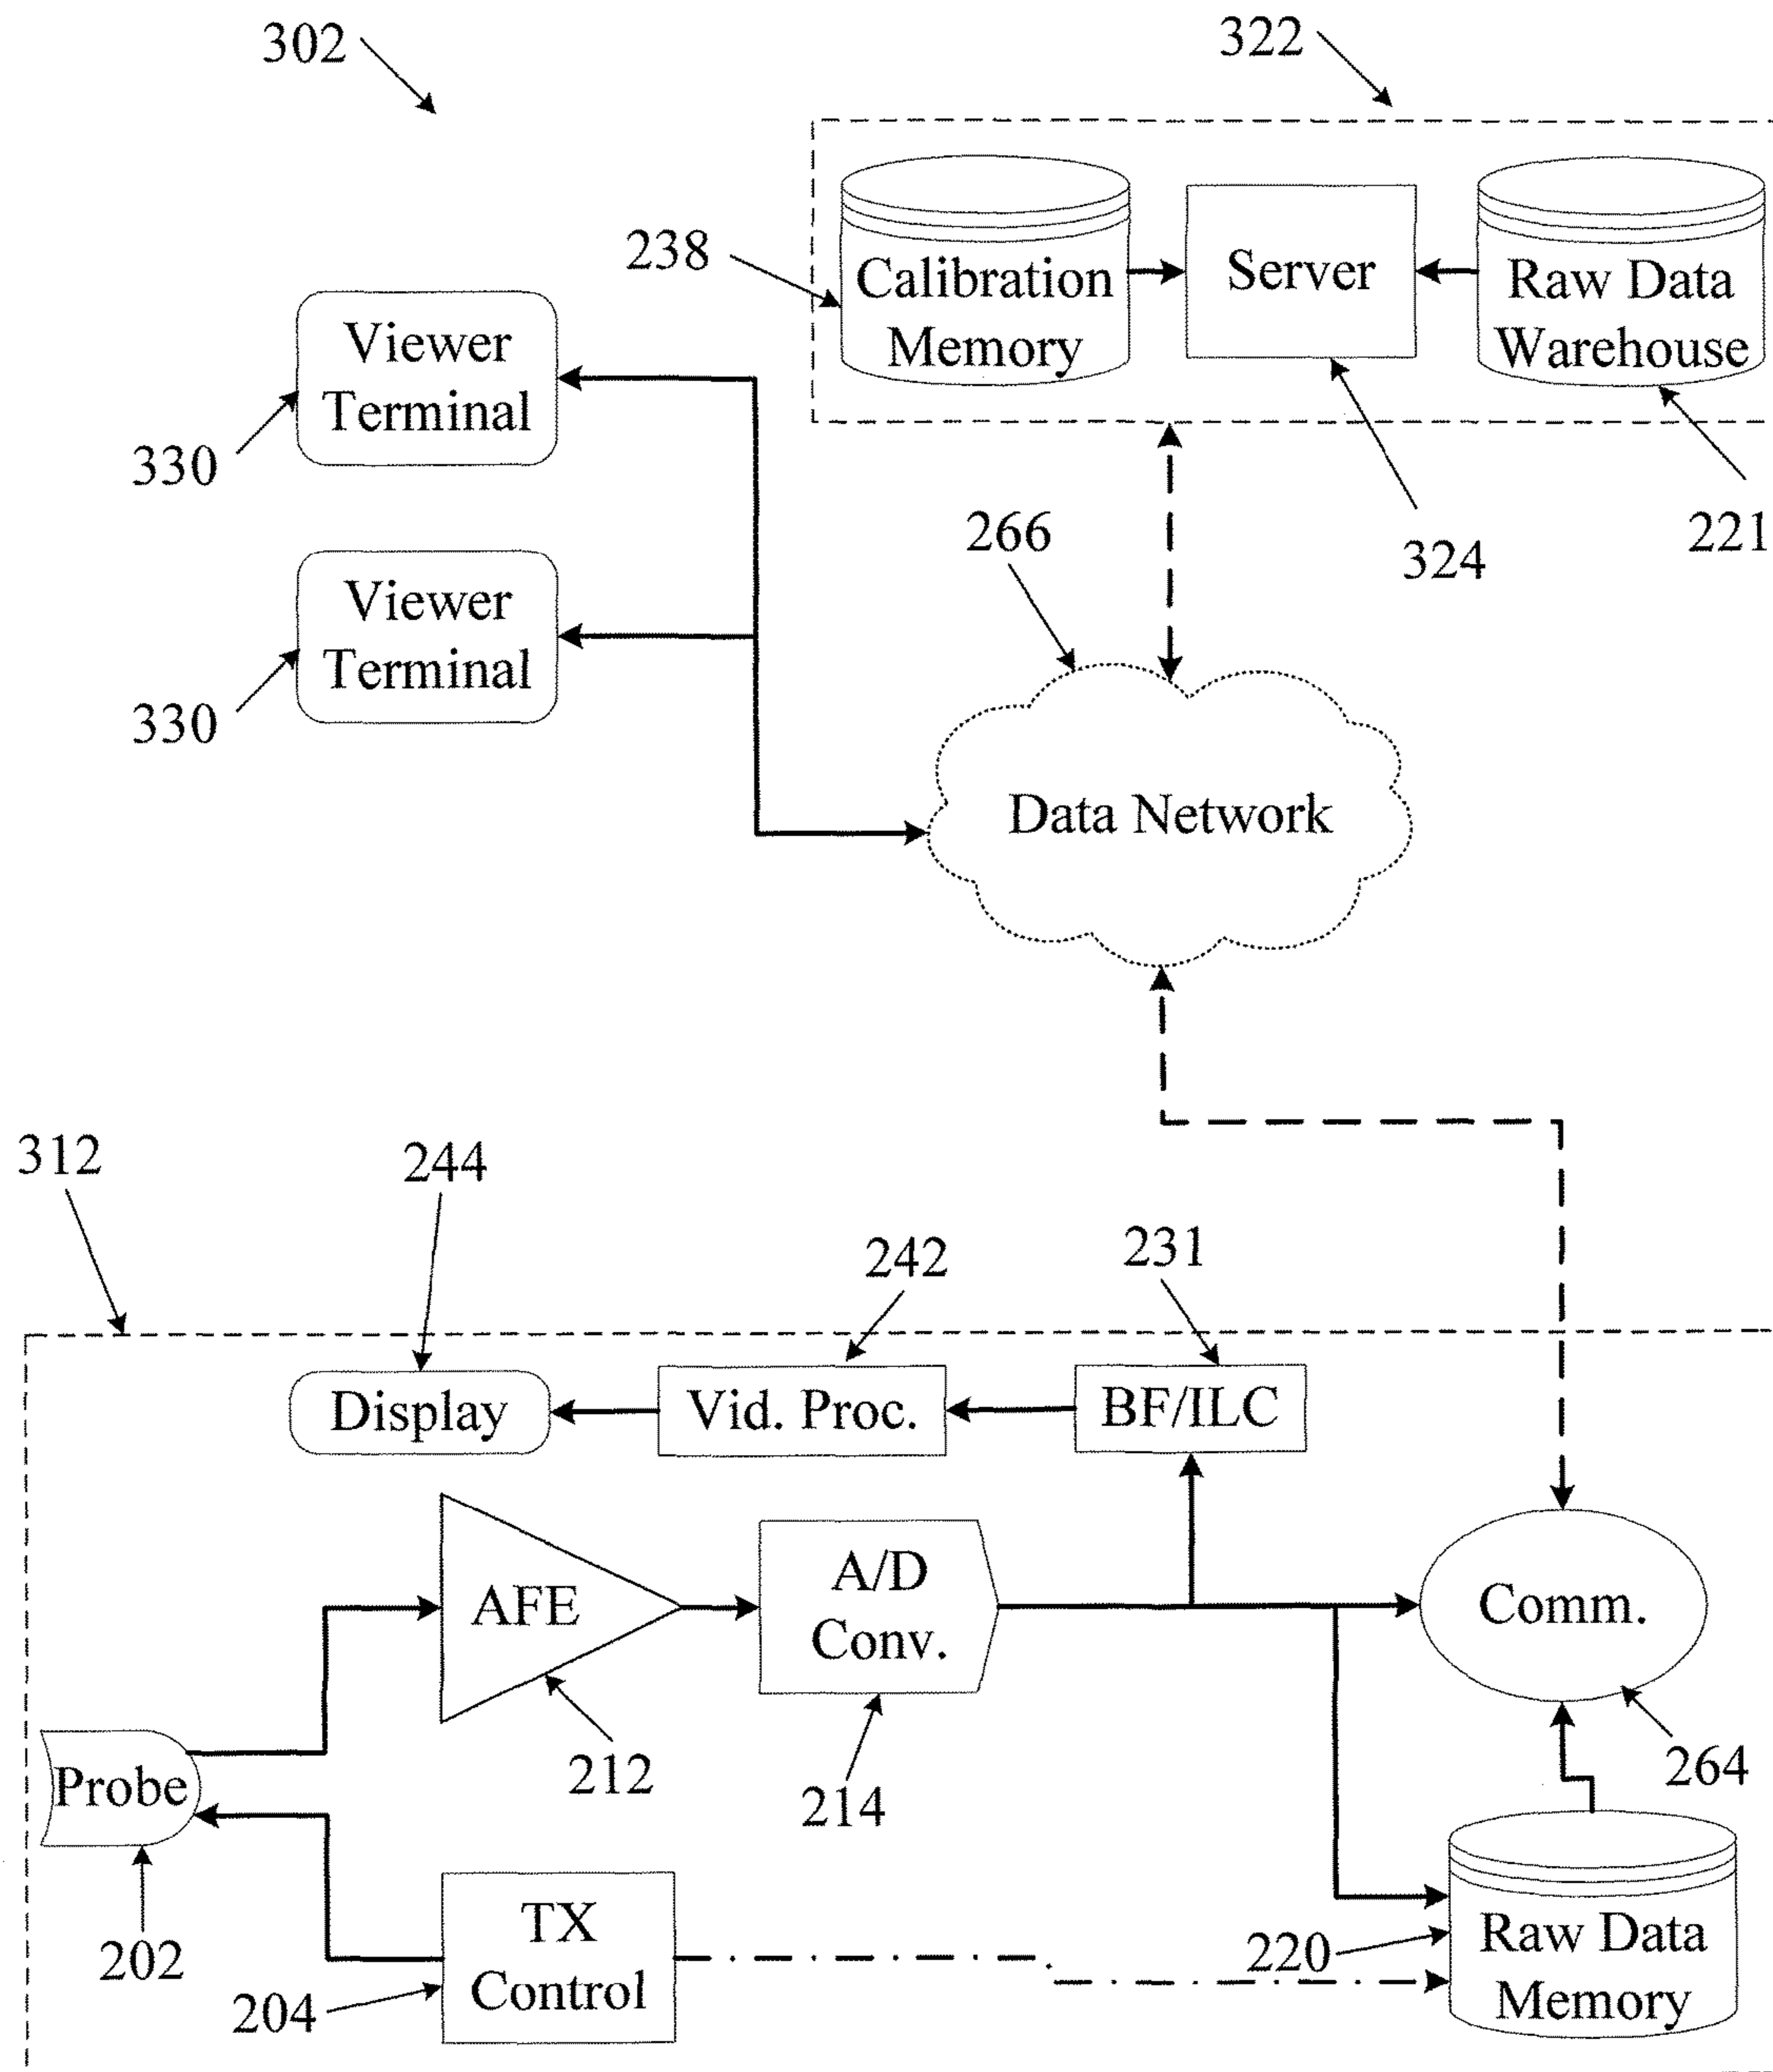 302
322
238
Calibration
Memory
Server
Raw Data
Warehouse
Viewer
Terminal
330
266
324
221
Viewer
Terminal
330
Data Network
312
244
242
231
Display
Vid. Proc.
BF/ILC
AFE
A/D
Conv.
Comm.
212
214
264
Probe
202
TX
Control
204
220
Raw Data
Memory